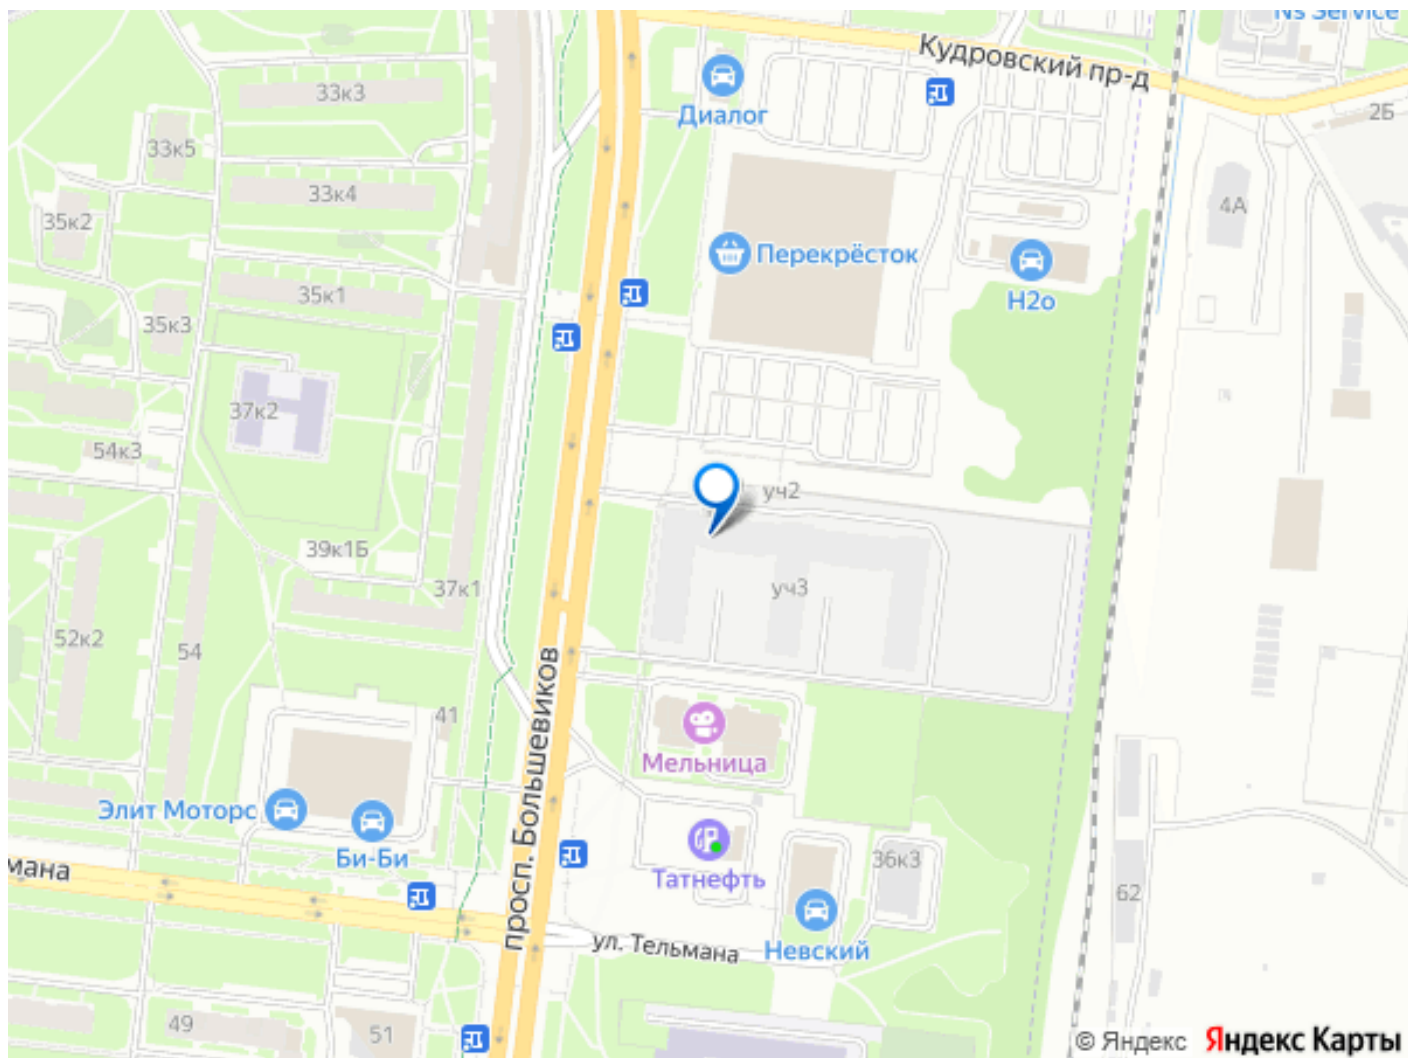 Ns Service
Кудровский пр-д
Диалог
33к3
2Б
33к5
33к4
4А
35к2
Перекрёсток
35к1
Н2о
35к3
37к2
54к3
уч2
39к1Б
37к1
уч3
52к2
54
просп. Большевиков
41
Мельница
Элит Моторс
Би-Би
мана
Татнефть
36к3
62
ул. Тельмана
Невский
49
51
© Яндекс Яндекс Карты